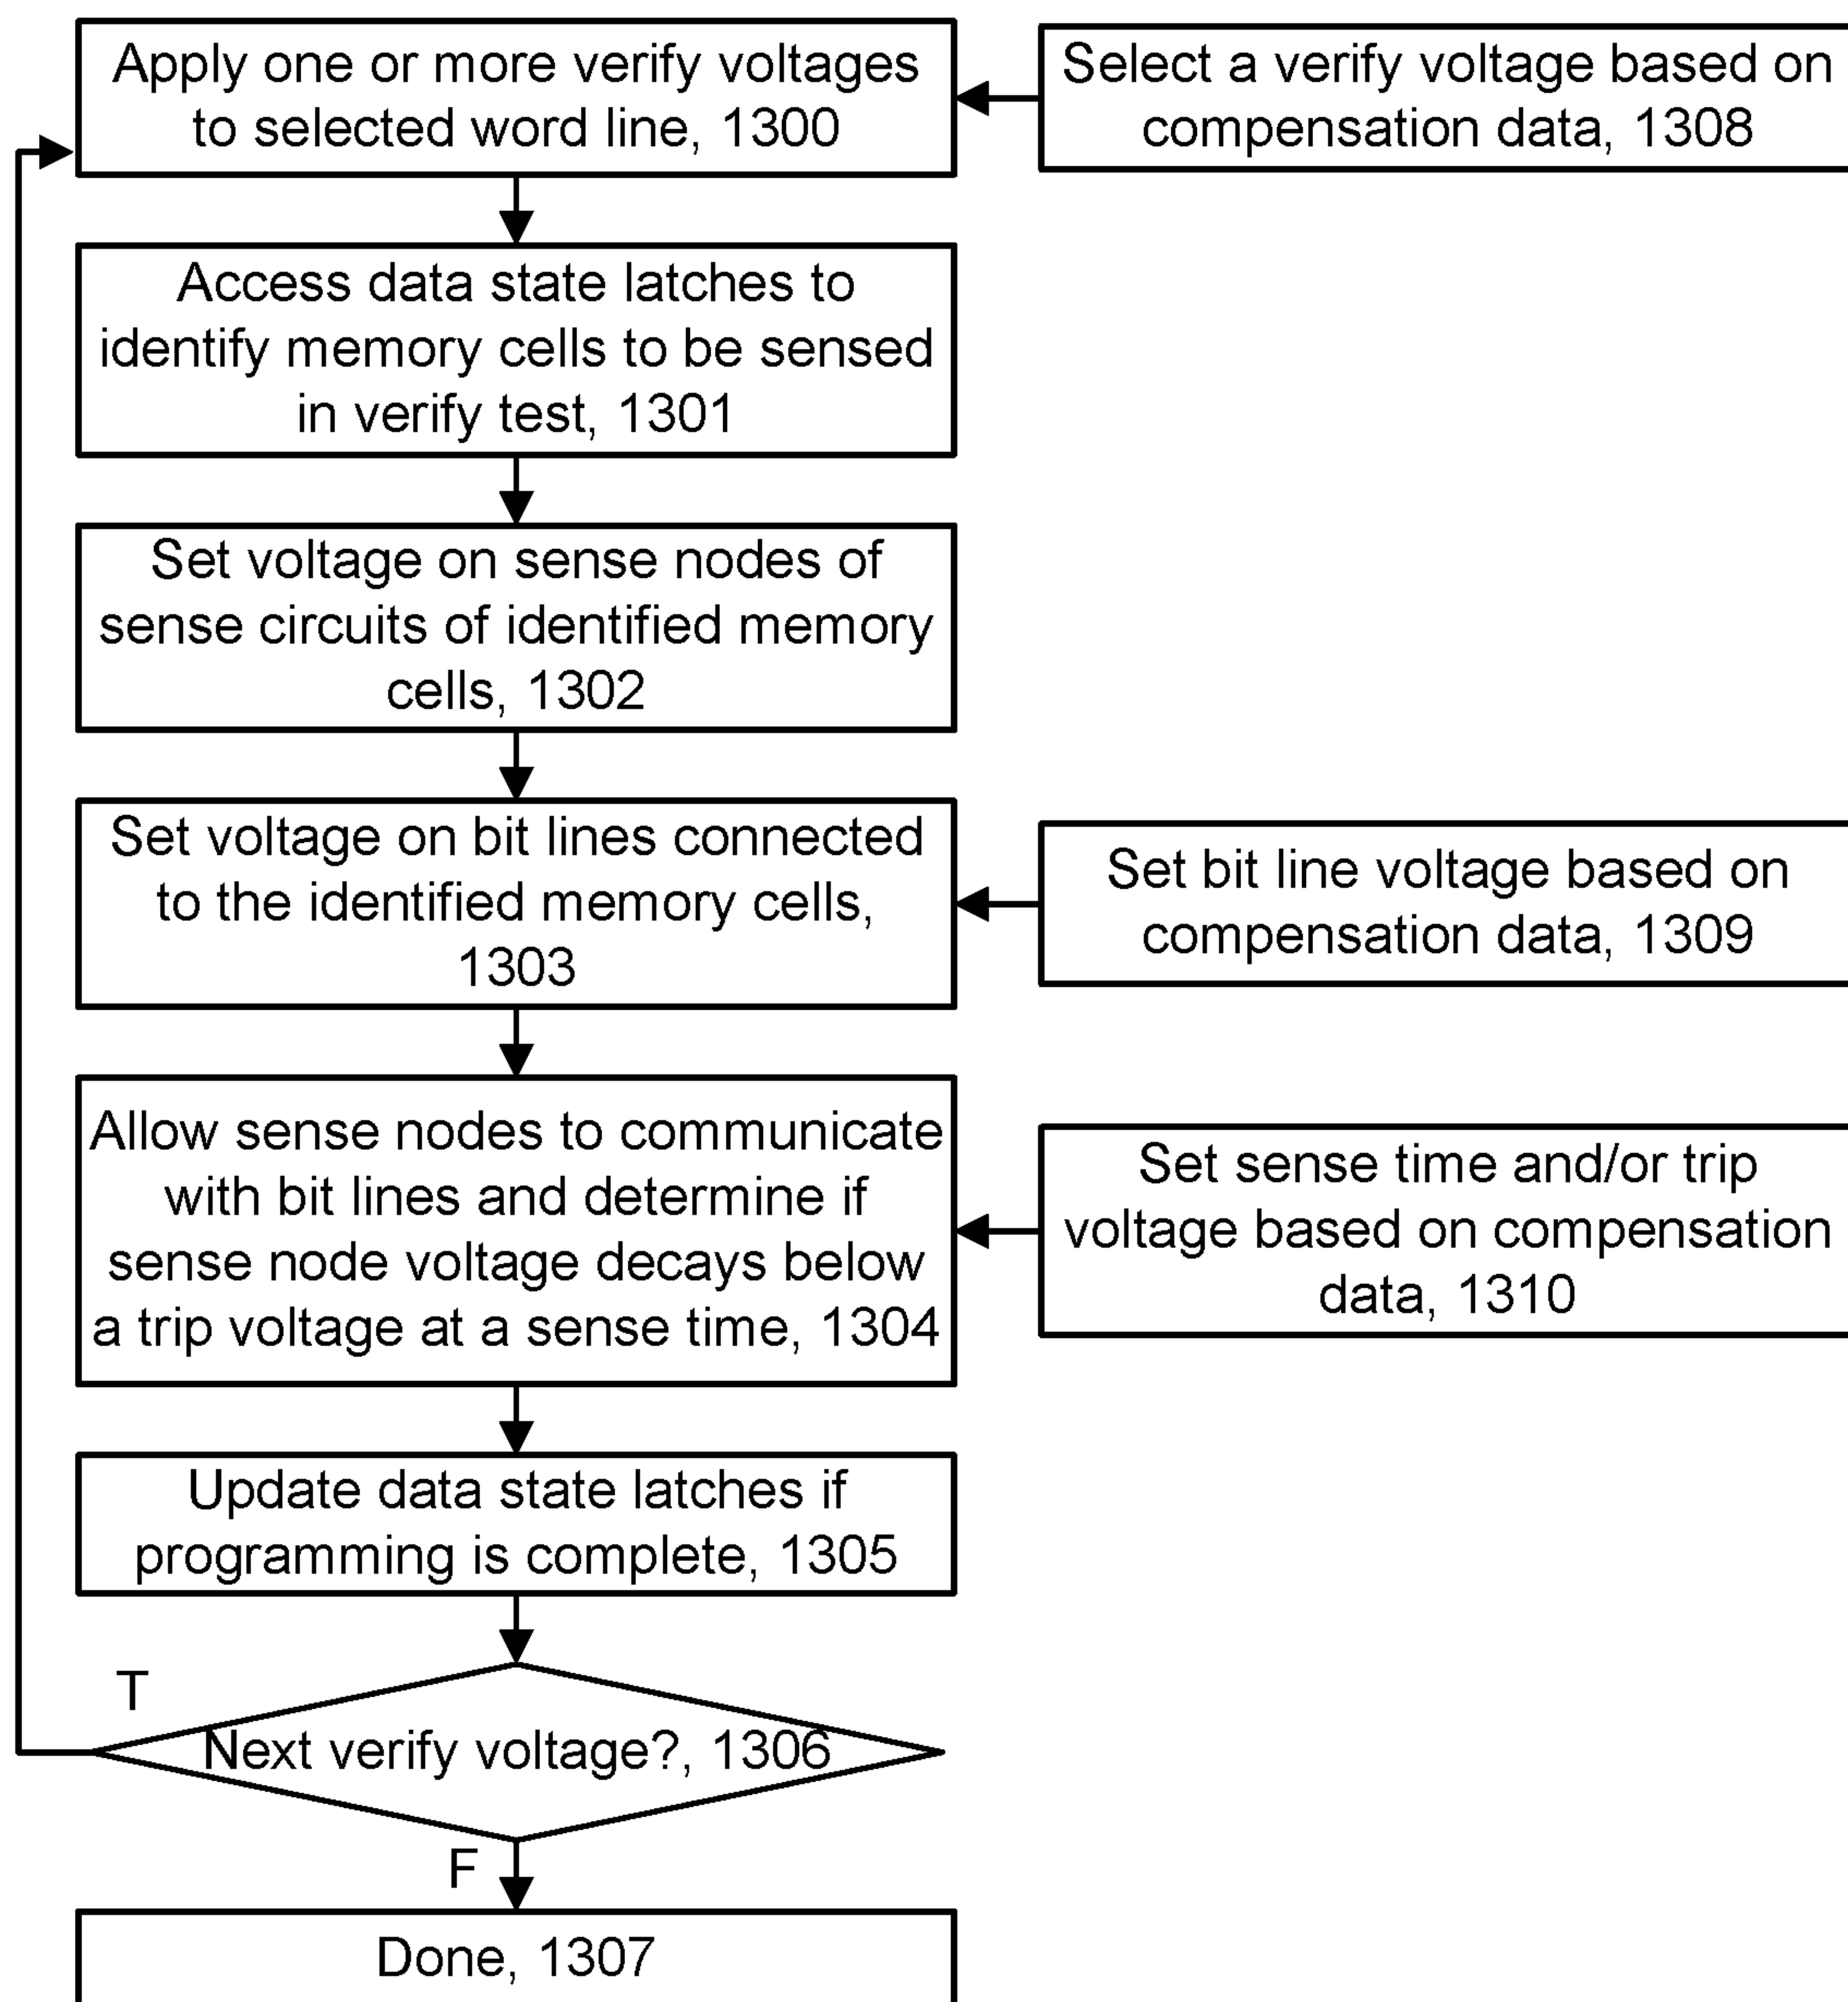 Apply one or more verify voltages
to selected word line, 1300
Select a verify voltage based on
compensation data, 1308
Access data state latches to
identify memory cells to be sensed
in verify test, 1301
Set voltage on sense nodes of
sense circuits of identified memory
cells, 1302
Set voltage on bit lines connected
to the identified memory cells,
1303
Set bit line voltage based on
compensation data, 1309
Allow sense nodes to communicate
with bit lines and determine if
sense node voltage decays below
a trip voltage at a sense time, 1304
Set sense time and/or trip
voltage based on compensation
data, 1310
Update data state latches if
programming is complete, 1305
T
Next verify voltage?, 1306
F
Done, 1307